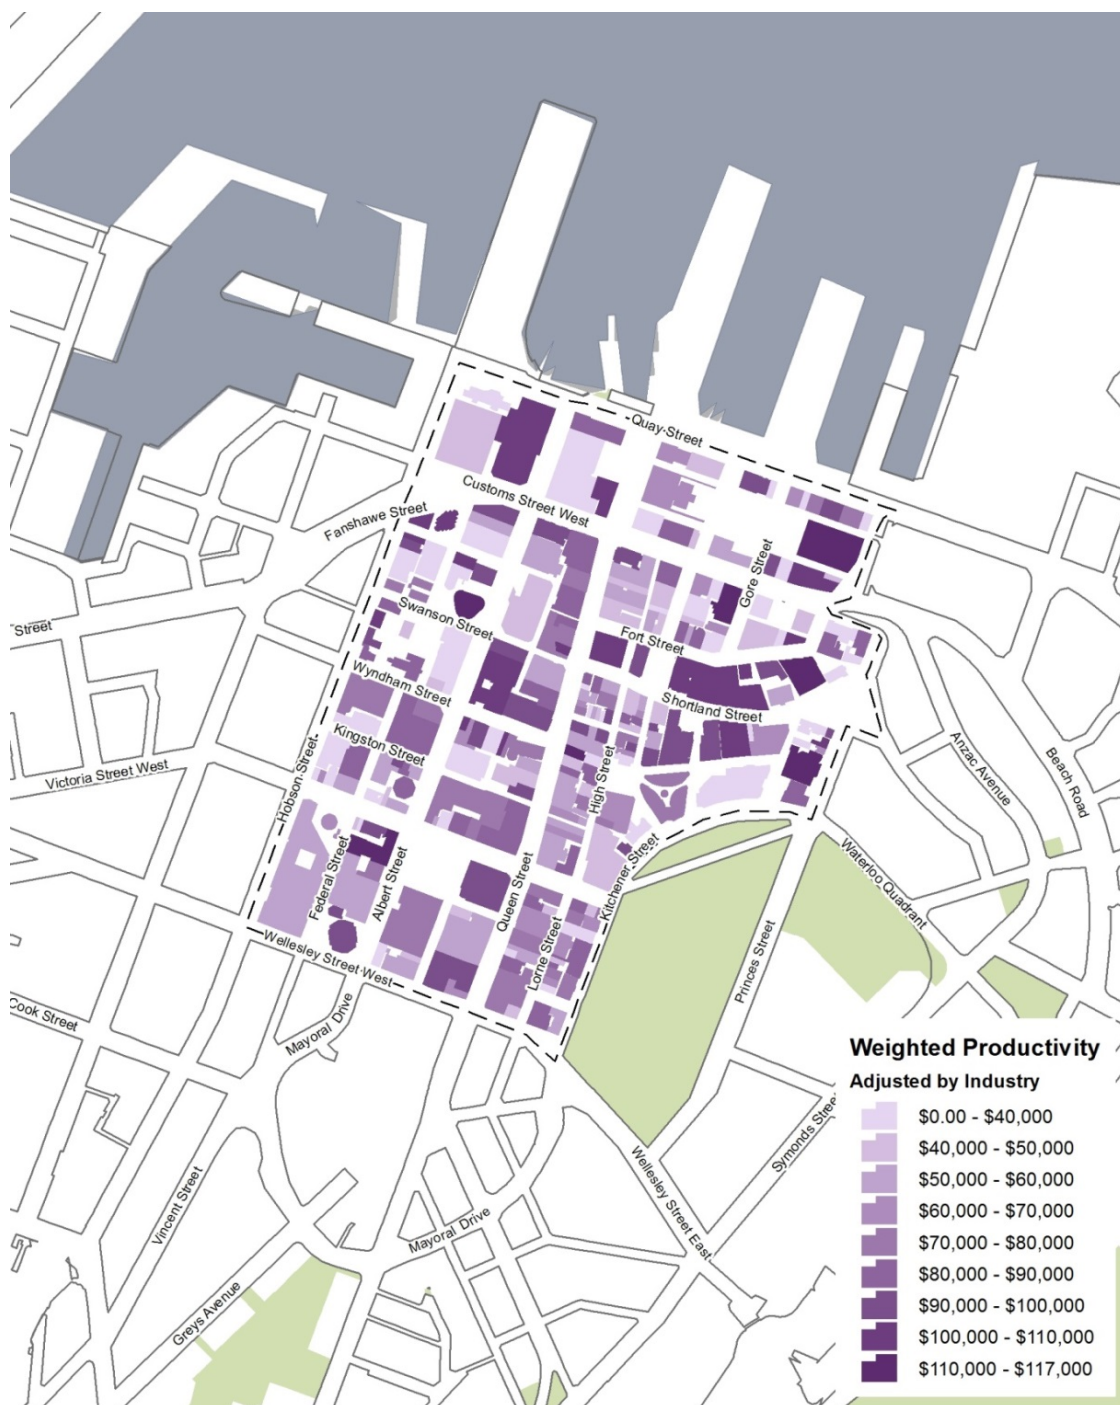 Quay Street
Customs Street West
Fanshawe Street
Gore Street
Swanson Street
Fort Street
Street
Wyndham Street
Shortland Street
Kingston Street
High Street
Anzac Avenue
Beach Road
Victoria Street West
Hobson Street
Federal Street
Albert Street
Queen Street
Kitchener Street
Waterloo Quadrant
Lorne Street
Wellesley Street West
Princes Street
Cook Street
Mayoral Drive
Symonds Stree
Vincent Street
Wellesley Street East
Mayoral Drive
Greys Avenue
Weighted Productivity
Adjusted by Industry
$0.00 - $40,000
$40,000 - $50,000
$50,000 - $60,000
$60,000 - $70,000
$70,000 - $80,000
$80,000 - $90,000
$90,000 - $100,000
$100,000 - $110,000
$110,000 - $117,000